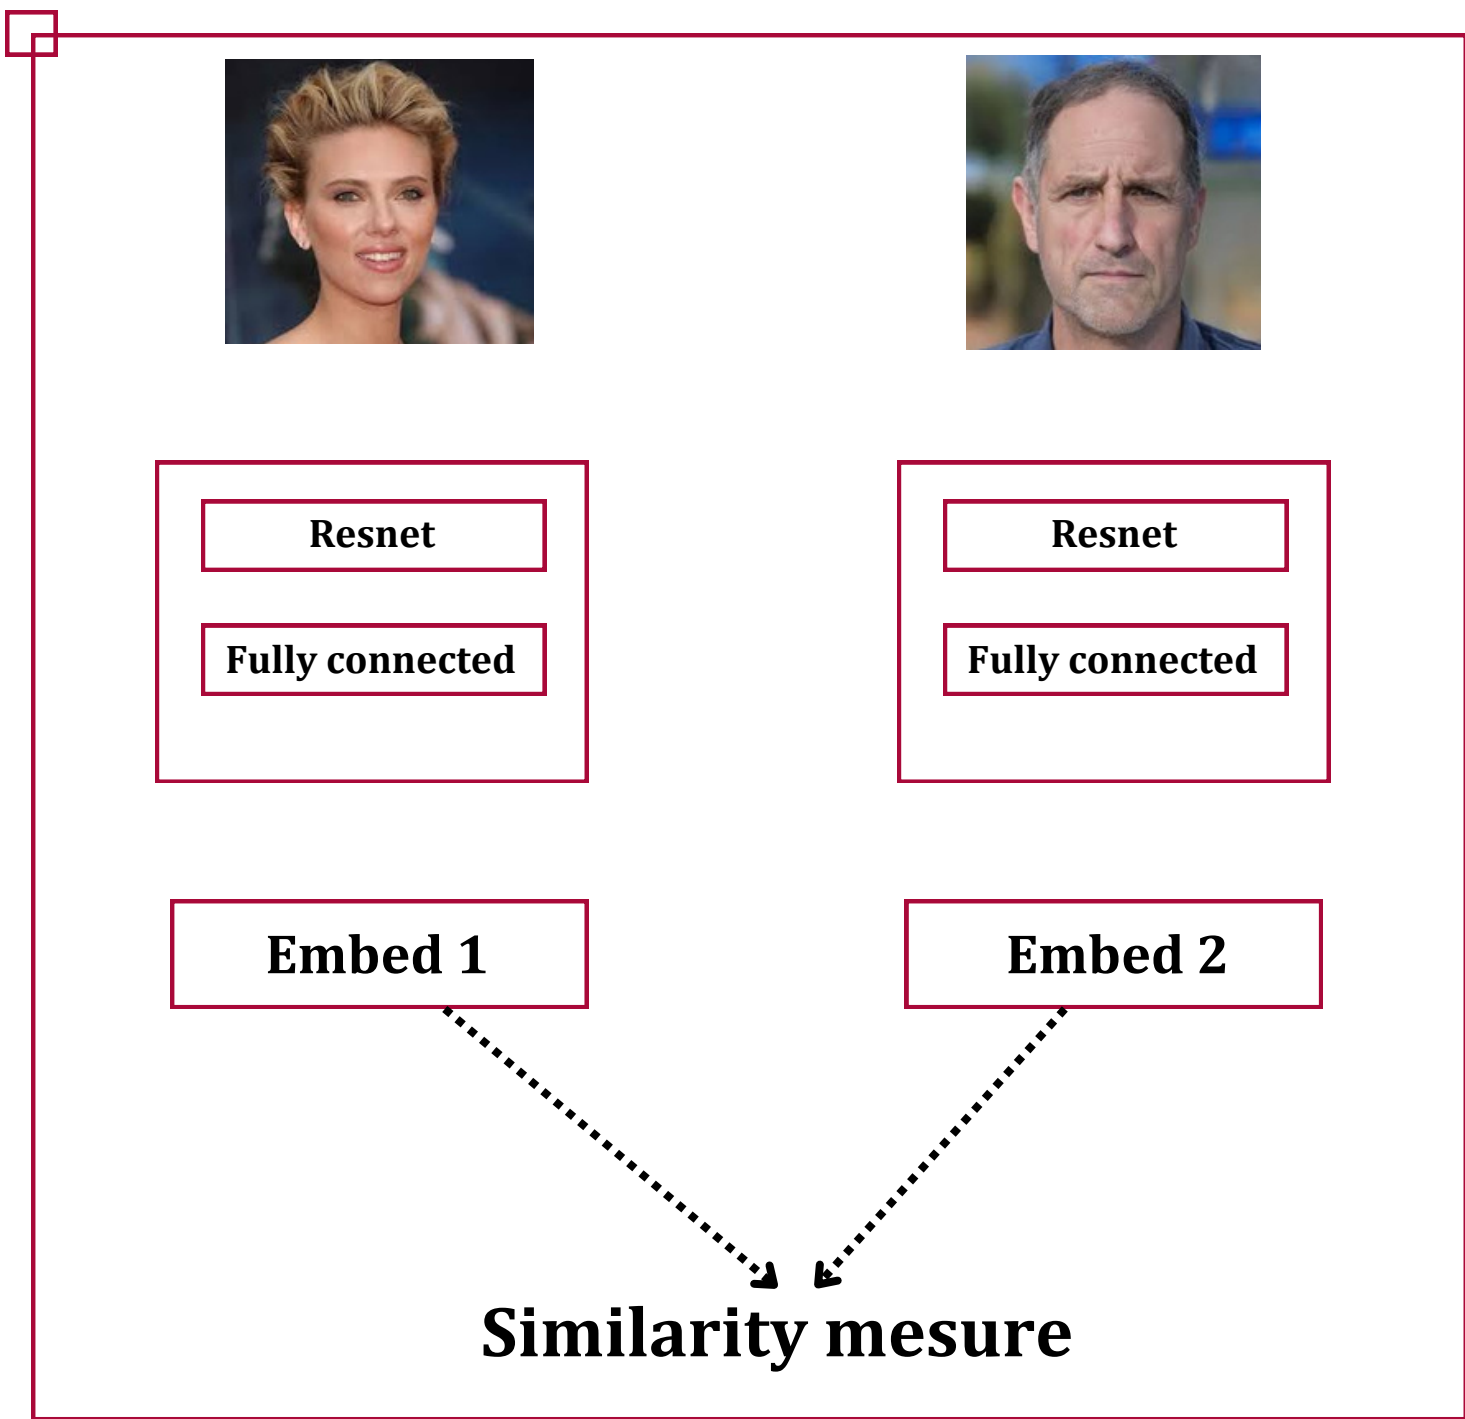 Resnet
Resnet
Fully connected
Fully connected
Embed 1
Embed 2
Similarity mesure